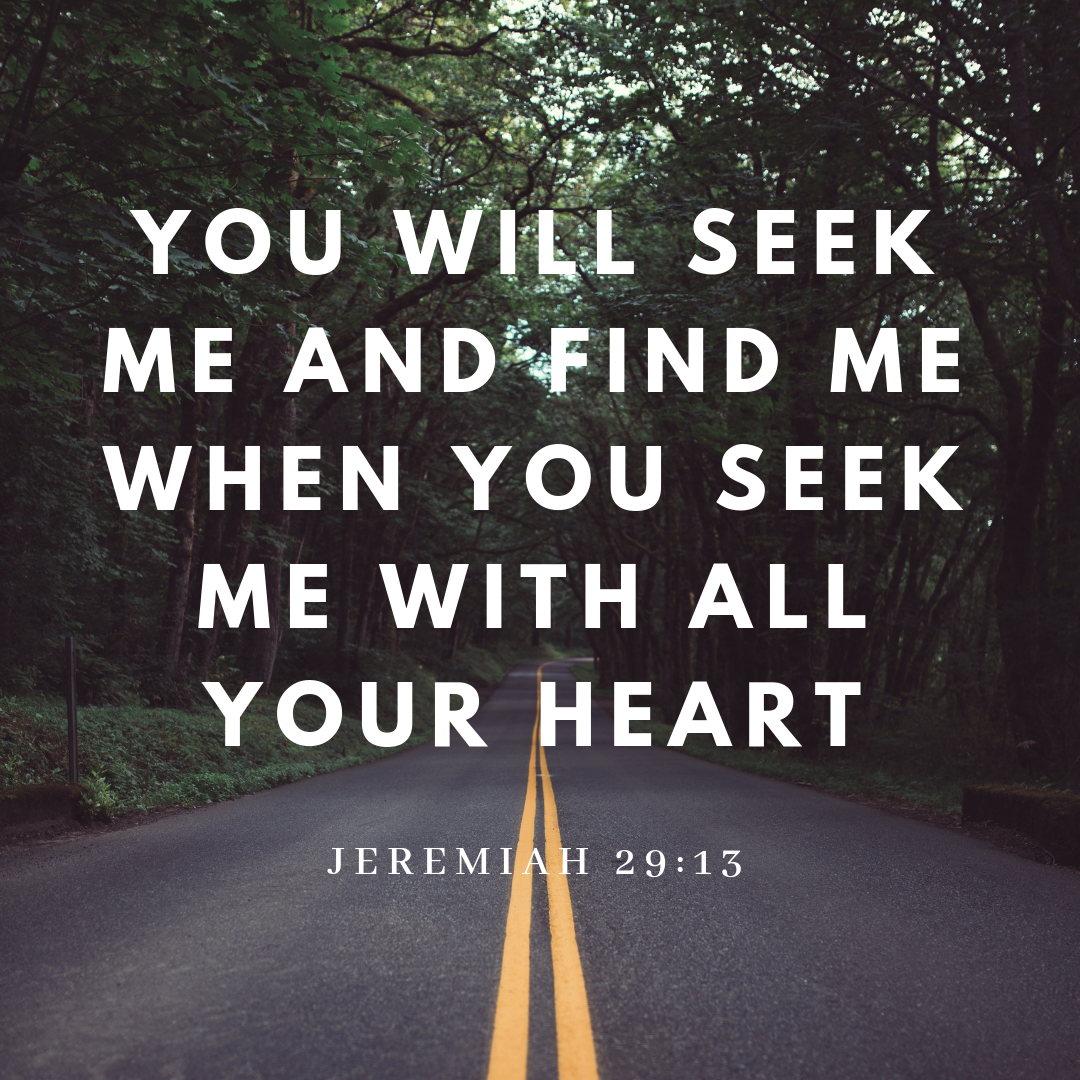 YOU WILL SEEK
ME AND FIND ME
WHEN YOU SEEK
ME WITH ALL
YOUR HEART
JEREMIAH 29:13